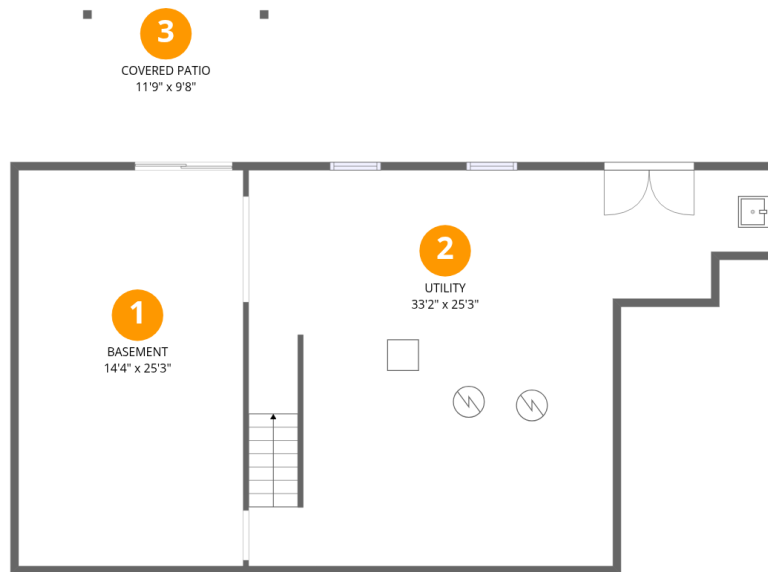 3
COVERED PATIO
11'9" x 9'8"
2
UTILITY
33'2" x 25'3"
1
BASEMENT
14'4" x 25'3"